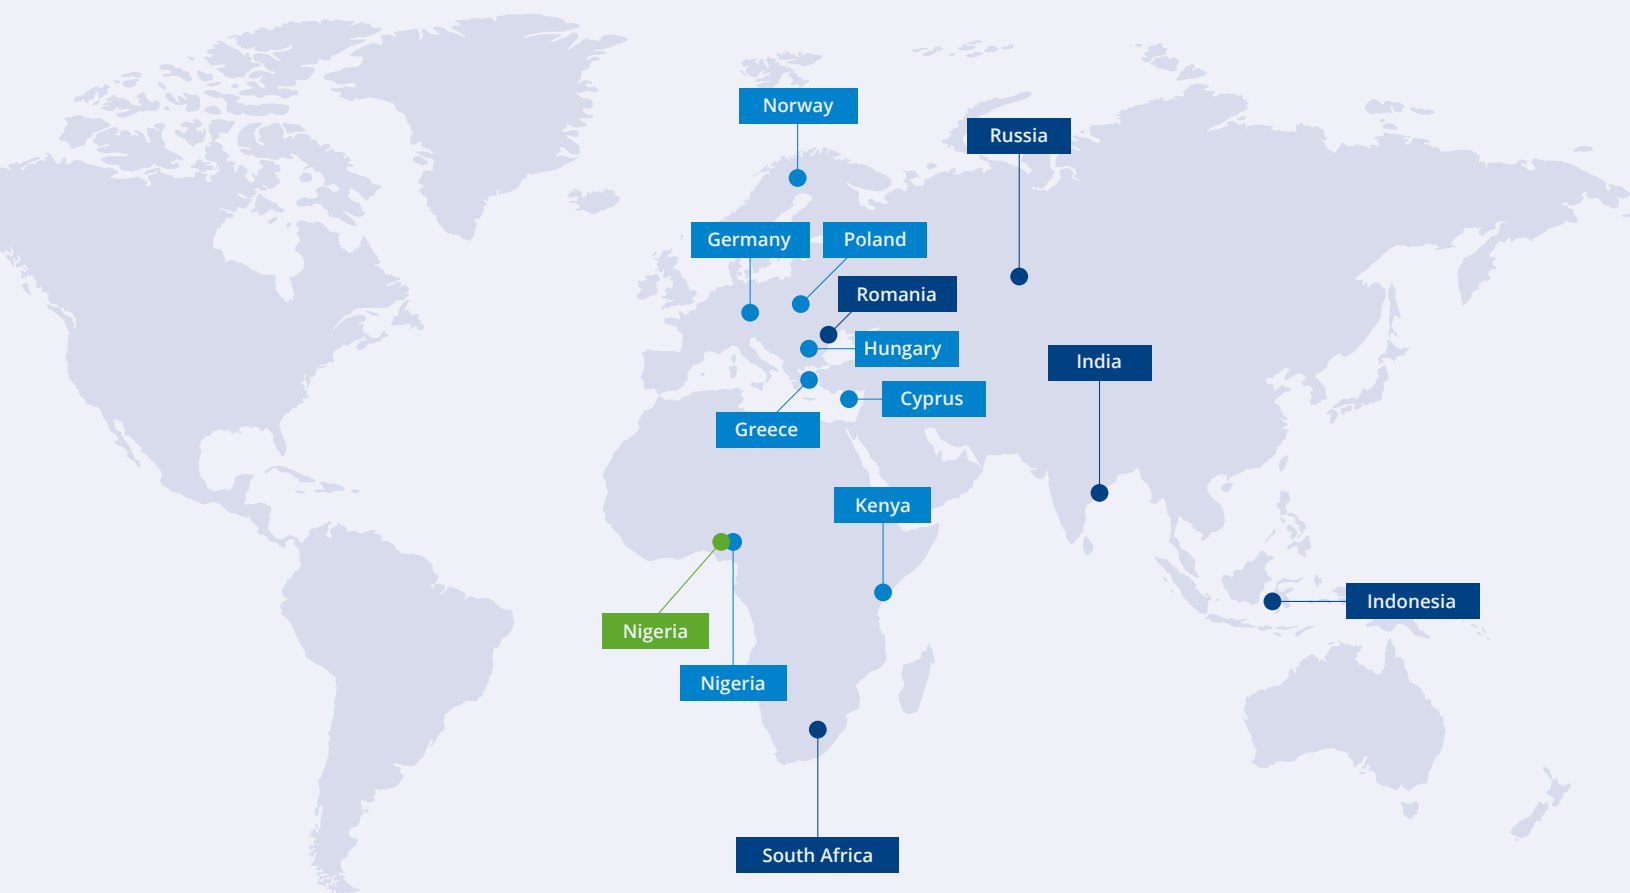 Norway
Russia
Germany
Poland
Romania
Hungary
India
Cyprus
Greece
Kenya
Indonesia
Nigeria
Nigeria
South Africa